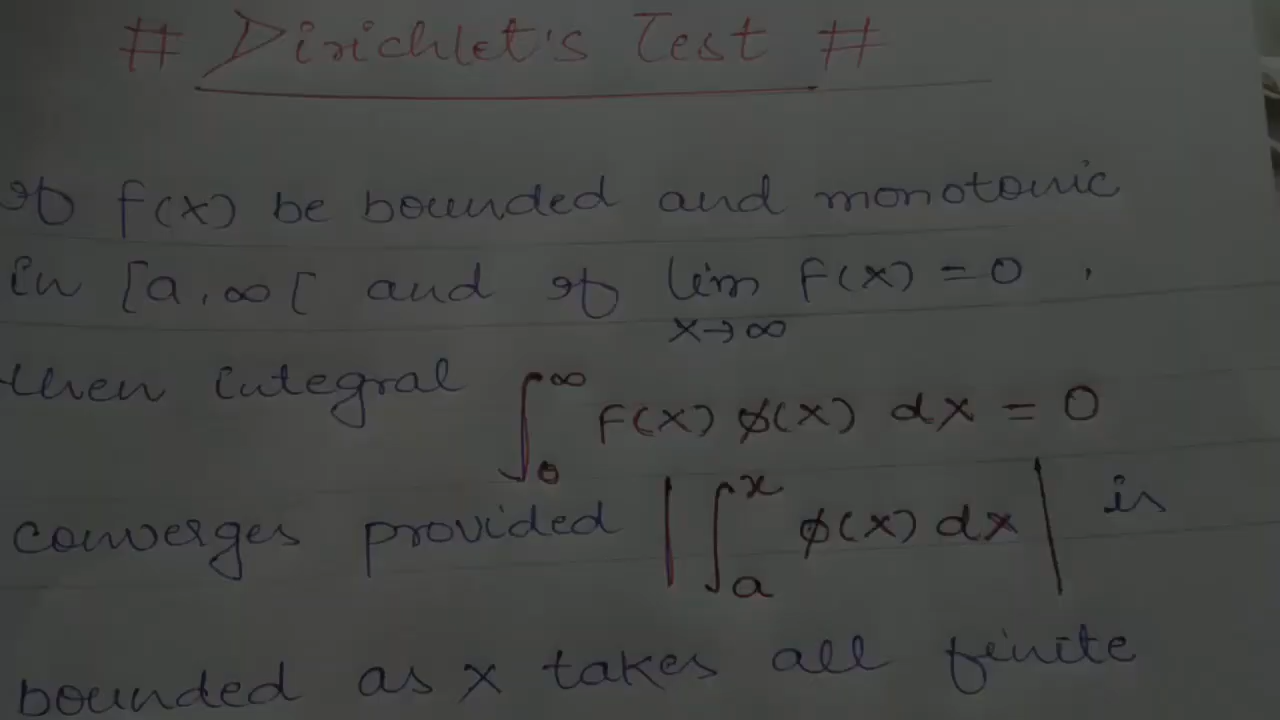 # Dirichlet's Test #
If f(x) be bounded and monotonic
in [a, ∞[ and if lim f(x) = 0 ,
x→∞
then integral ∫₀^∞ f(x) ϕ(x) dx = 0
converges provided |∫ₐˣ ϕ(x) dx| is
bounded as x takes all finite